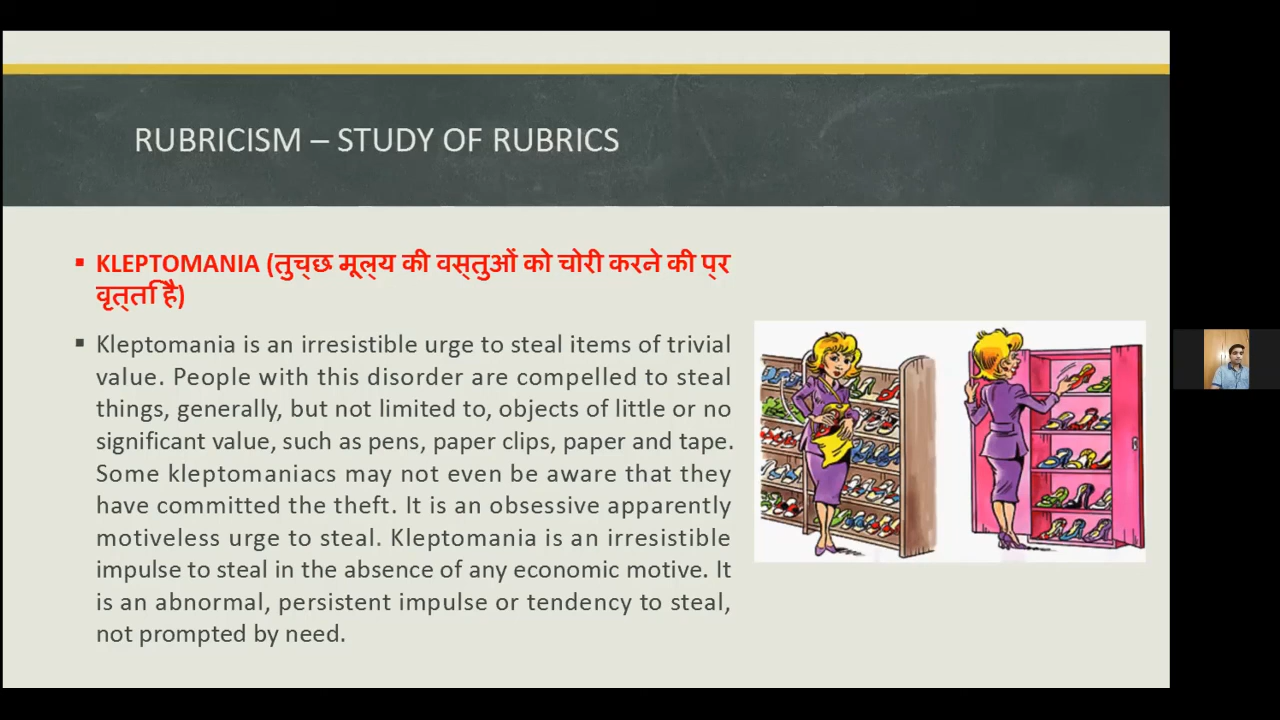 RUBRICISM – STUDY OF RUBRICS
▪ KLEPTOMANIA (तुच्छ मूल्य की वस्तुओं को चोरी करने की प्र
वृत्ति है)
▪ Kleptomania is an irresistible urge to steal items of trivial
value. People with this disorder are compelled to steal
things, generally, but not limited to, objects of little or no
significant value, such as pens, paper clips, paper and tape.
Some kleptomaniacs may not even be aware that they
have committed the theft. It is an obsessive apparently
motiveless urge to steal. Kleptomania is an irresistible
impulse to steal in the absence of any economic motive. It
is an abnormal, persistent impulse or tendency to steal,
not prompted by need.